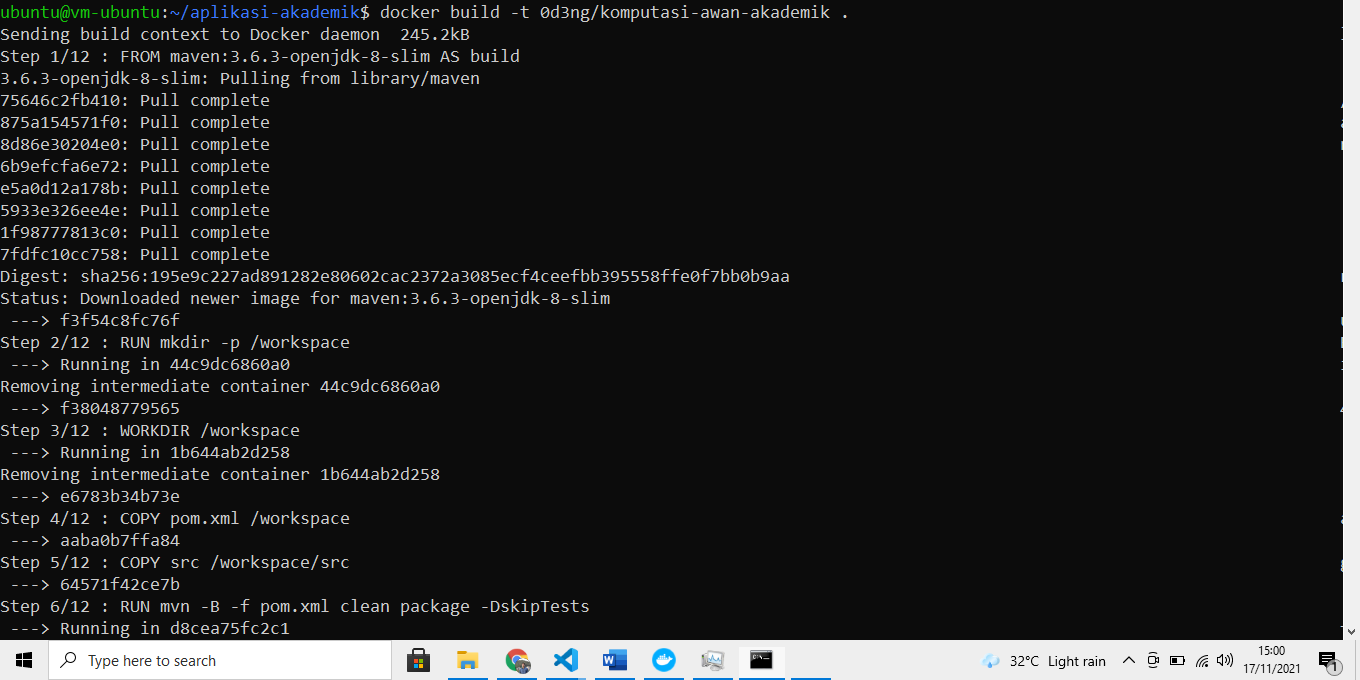 ubuntu@vm-ubuntu:~/aplikasi-akademik$ docker build -t 0d3ng/komputasi-awan-akademik .
Sending build context to Docker daemon  245.2kB
Step 1/12 : FROM maven:3.6.3-openjdk-8-slim AS build
3.6.3-openjdk-8-slim: Pulling from library/maven
75646c2fb410: Pull complete
875a154571f0: Pull complete
8d86e30204e0: Pull complete
6b9efcfa6e72: Pull complete
e5a0d12a178b: Pull complete
5933e326ee4e: Pull complete
1f98777813c0: Pull complete
7fdfc10cc758: Pull complete
Digest: sha256:195e9c227ad891282e80602cac2372a3085ecf4ceefbb395558ffe0f7bb0b9aa
Status: Downloaded newer image for maven:3.6.3-openjdk-8-slim
 ---> f3f54c8fc76f
Step 2/12 : RUN mkdir -p /workspace
 ---> Running in 44c9dc6860a0
Removing intermediate container 44c9dc6860a0
 ---> f38048779565
Step 3/12 : WORKDIR /workspace
 ---> Running in 1b644ab2d258
Removing intermediate container 1b644ab2d258
 ---> e6783b34b73e
Step 4/12 : COPY pom.xml /workspace
 ---> aaba0b7ffa84
Step 5/12 : COPY src /workspace/src
 ---> 64571f42ce7b
Step 6/12 : RUN mvn -B -f pom.xml clean package -DskipTests
 ---> Running in d8cea75fc2c1
Type here to search
32°C Light rain
15:00
17/11/2021
1